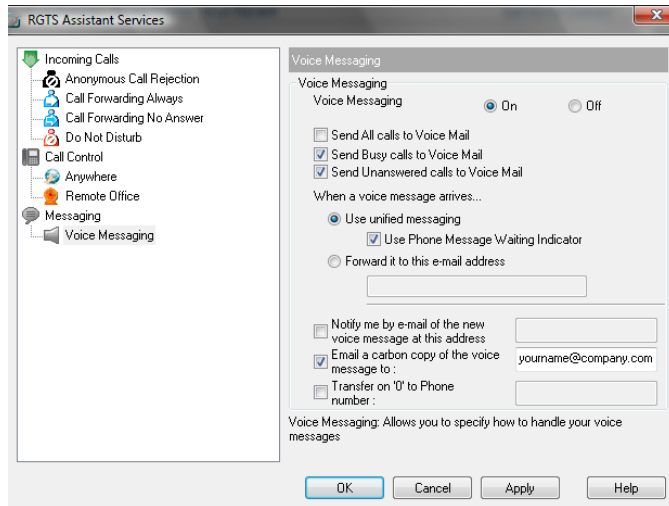 RGTS Assistant Services
Incoming Calls
Anonymous Call Rejection
Call Forwarding Always
Call Forwarding No Answer
Do Not Disturb
Call Control
Anywhere
Remote Office
Messaging
Voice Messaging
Voice Messaging
Voice Messaging
Voice Messaging On Off
Send All calls to Voice Mail
Send Busy calls to Voice Mail
Send Unanswered calls to Voice Mail
When a voice message arrives...
Use unified messaging
Use Phone Message Waiting Indicator
Forward it to this e-mail address
Notify me by e-mail of the new
voice message at this address
Email a carbon copy of the voice
message to :
yourname@company.com
Transfer on '0' to Phone
number :
Voice Messaging: Allows you to specify how to handle your voice
messages
OK Cancel Apply Help